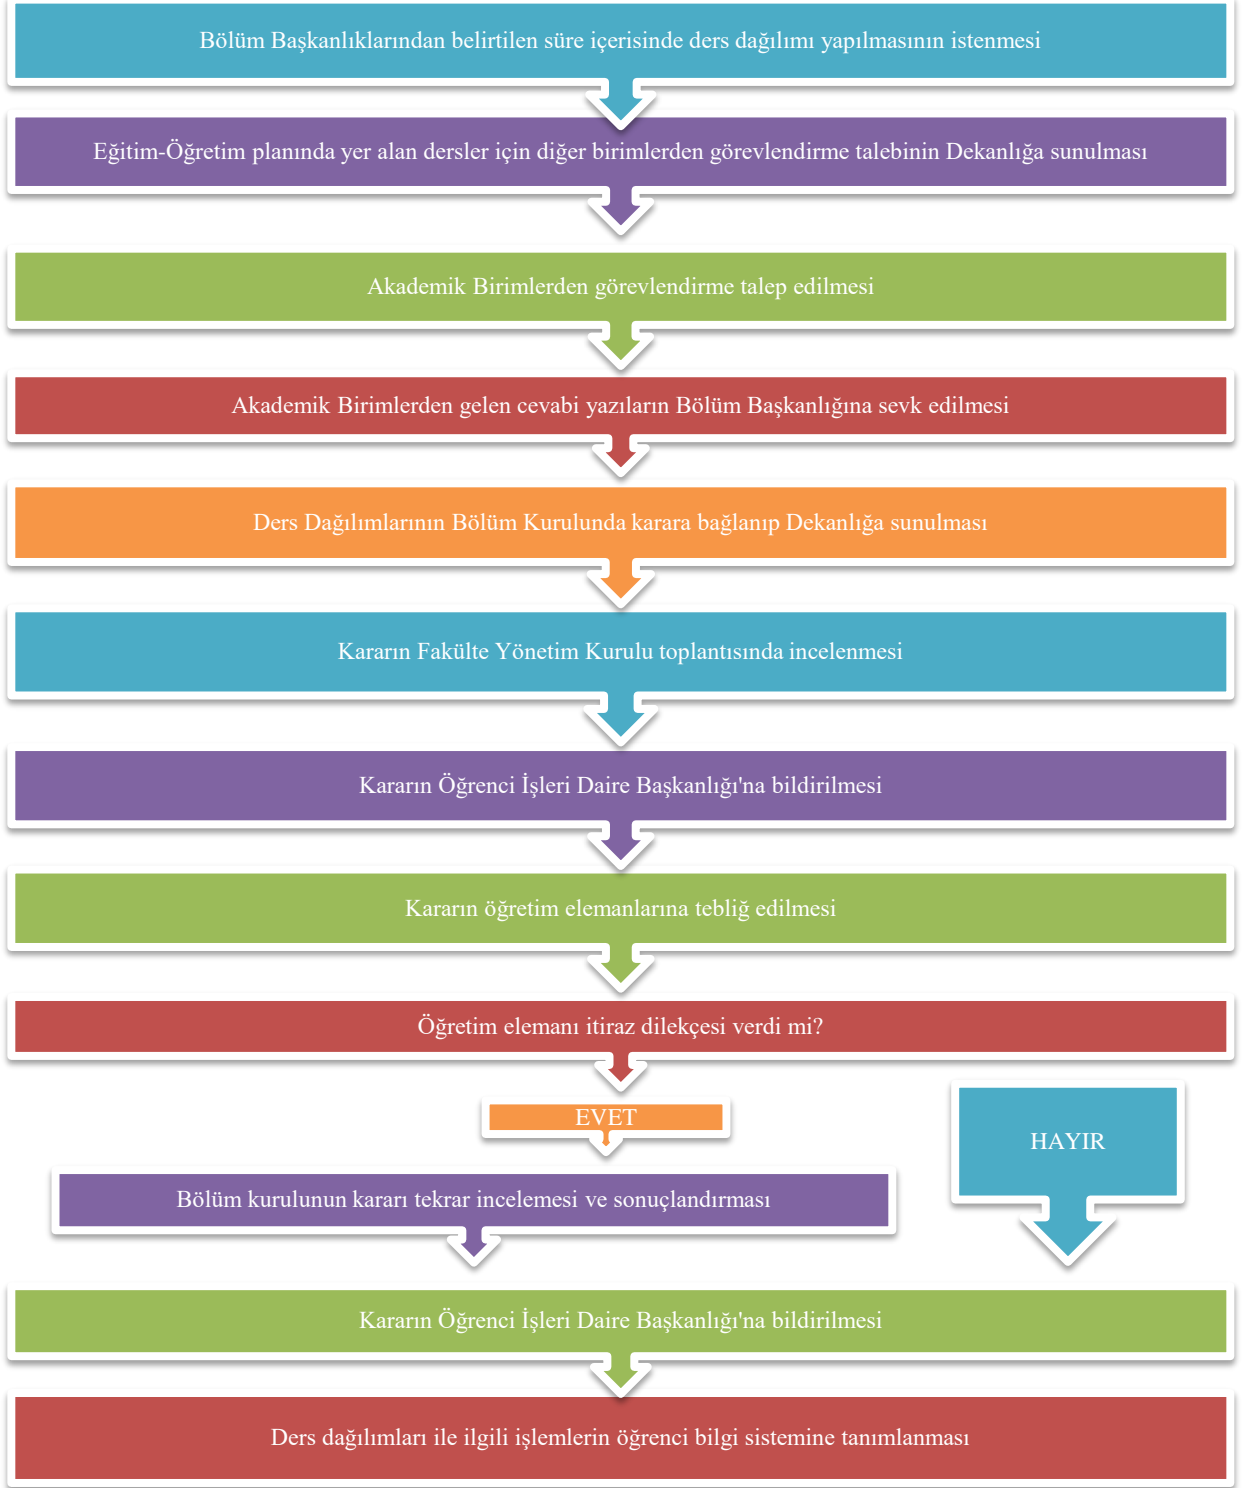 Bölüm Başkanlıklarından belirtilen süre içerisinde ders dağılımı yapılmasının istenmesi
Eğitim-Öğretim planında yer alan dersler için diğer birimlerden görevlendirme talebinin Dekanlığa sunulması
Akademik Birimlerden görevlendirme talep edilmesi
Akademik Birimlerden gelen cevabi yazıların Bölüm Başkanlığına sevk edilmesi
Ders Dağılımlarının Bölüm Kurulunda karara bağlanıp Dekanlığa sunulması
Kararın Fakülte Yönetim Kurulu toplantısında incelenmesi
Kararın Öğrenci İşleri Daire Başkanlığı'na bildirilmesi
Kararın öğretim elemanlarına tebliğ edilmesi
Öğretim elemanı itiraz dilekçesi verdi mi?
EVET
HAYIR
Bölüm kurulunun kararı tekrar incelemesi ve sonuçlandırması
Kararın Öğrenci İşleri Daire Başkanlığı'na bildirilmesi
Ders dağılımları ile ilgili işlemlerin öğrenci bilgi sistemine tanımlanması